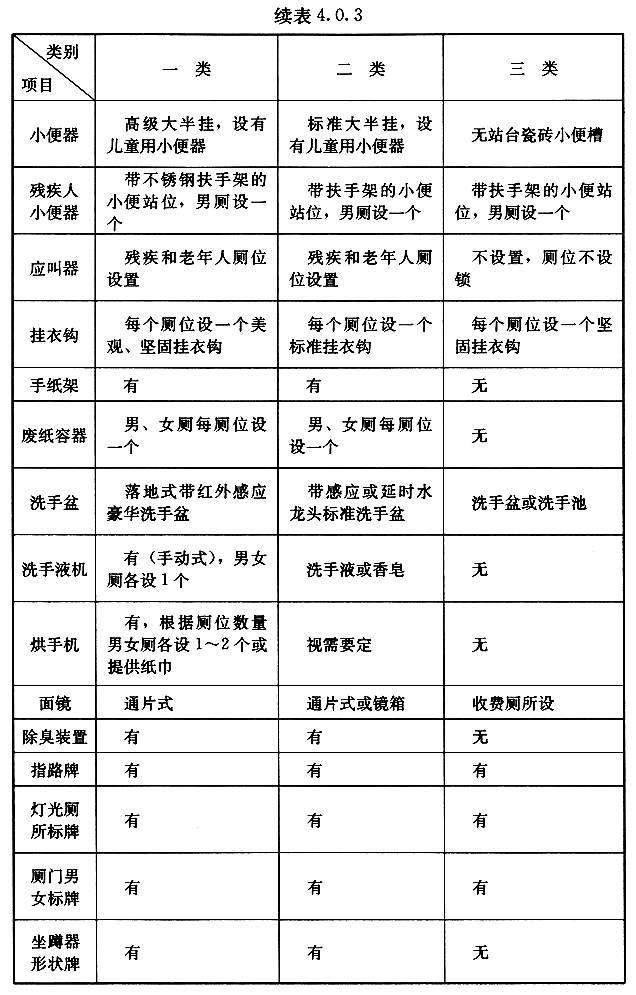 续表4.0.3
类别
项目
一 类
二 类
三 类
小便器
高级大半挂，设有
儿童用小便器
标准大半挂，设
有儿童用小便器
无站台瓷砖小便槽
残疾人
小便器
带不锈钢扶手架的
小便站位，男厕设一
个
带扶手架的小便
站位，男厕设一个
带扶手架的小便站
位，男厕设一个
应叫器
残疾和老年人厕位
设置
残疾和老年人厕
位设置
不设置，厕位不设
锁
挂衣钩
每个厕位设一个美
观、坚固挂衣钩
每个厕位设一个
标准挂衣钩
每个厕位设一个坚
固挂衣钩
手纸架
有
有
无
废纸容器
男、女厕每厕位设
一个
男、女厕每厕位
设一个
无
洗手盆
落地式带红外感应
豪华洗手盆
带感应或延时水
龙头标准洗手盆
洗手盆或洗手池
洗手液机
有（手动式），男女
厕各设1个
洗手液或香皂
无
烘手机
有，根据厕位数量
男女厕各设1～2个或
提供纸巾
视需要定
无
面镜
通片式
通片式或镜箱
收费厕所设
除臭装置
有
有
无
指路牌
有
有
有
灯光厕
所标牌
有
有
有
厕门男
女标牌
有
有
有
坐蹲器
形状牌
有
有
无